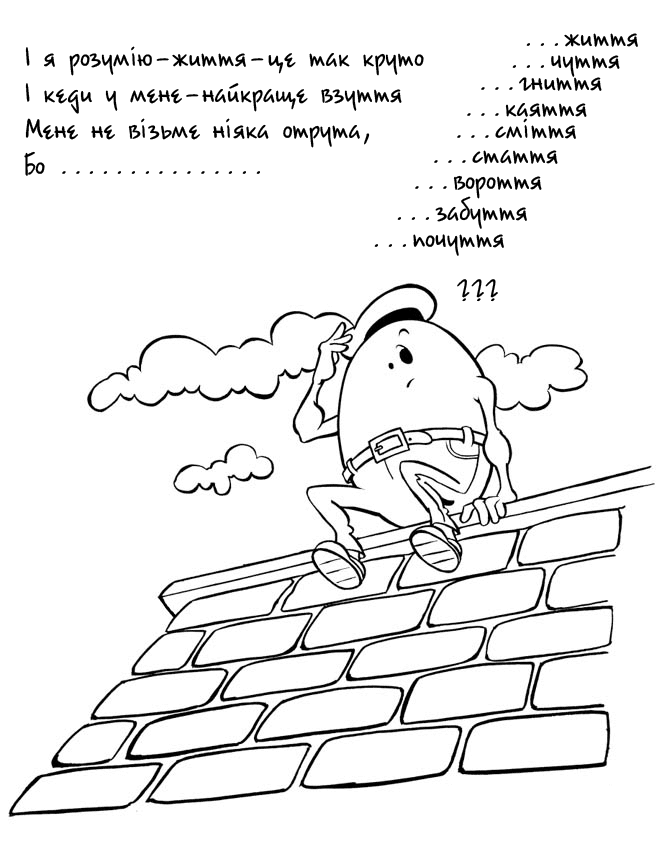 І я розумію-життя-це так круто
І кеди у мене-найкраще взуття
Мене не візьме ніяка отрута,
Бо ...............
...життя
...чуття
...гниття
...каяття
...сміття
...стаття
...вороття
...забуття
...почуття
???